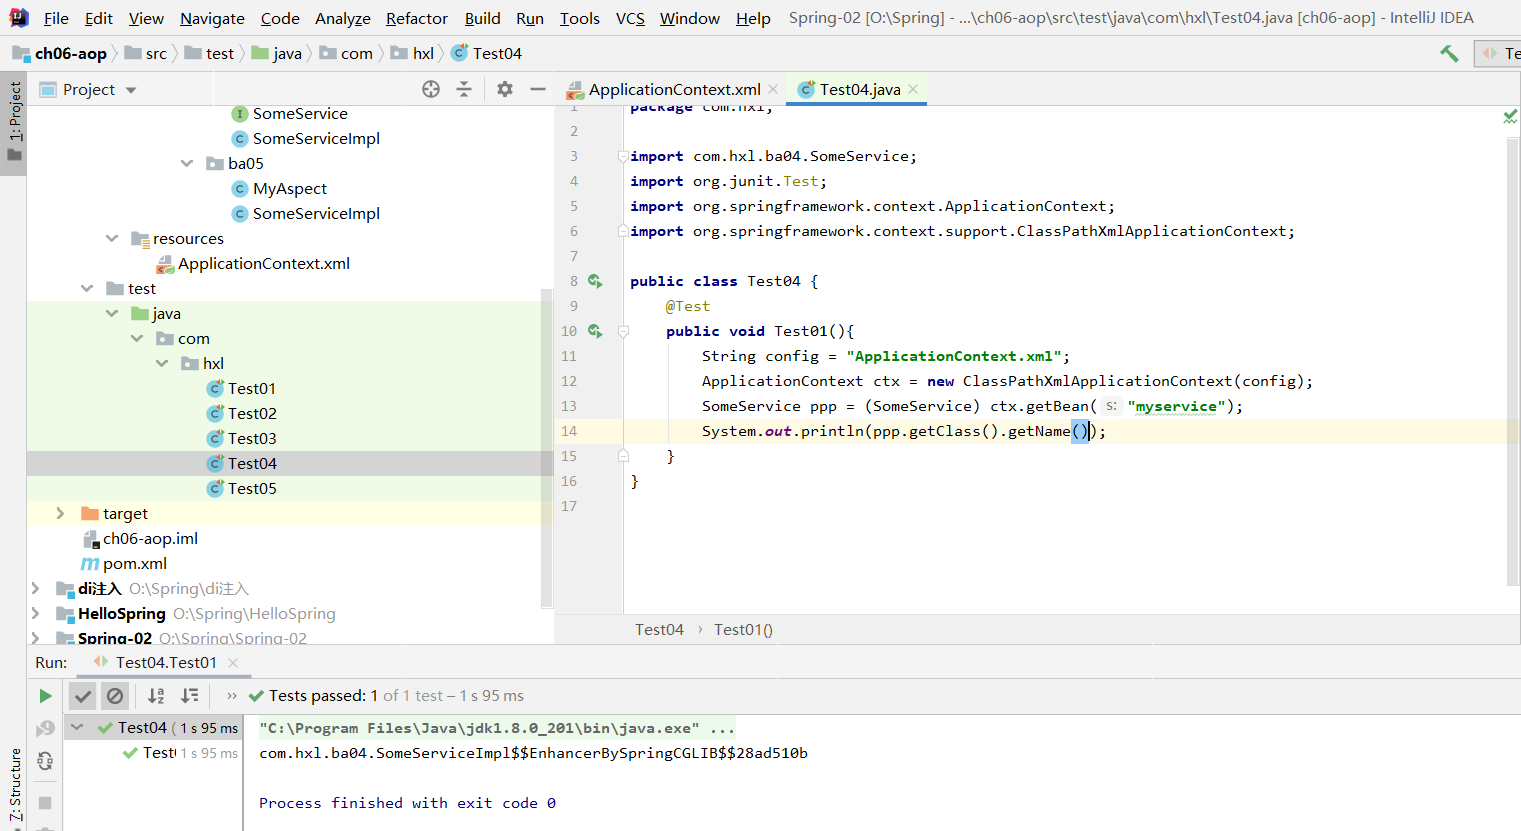 File Edit View Navigate Code Analyze Refactor Build Run Tools VCS Window Help Spring-02 [O:\Spring] - ...\ch06-aop\src\test\java\com\hxl\Test04.java [ch06-aop] - IntelliJ IDEA
ch06-aop src test java com hxl Test04 Te
1: Project
Project
SomeService
SomeServiceImpl
ba05
MyAspect
SomeServiceImpl
resources
ApplicationContext.xml
test
java
com
hxl
Test01
Test02
Test03
Test04
Test05
target
ch06-aop.iml
pom.xml
di注入 O:\Spring\di注入
HelloSpring O:\Spring\HelloSpring
Spring-02 O:\Spring\Spring-02
ApplicationContext.xml Test04.java
1 package com.hxl;
2
3 import com.hxl.ba04.SomeService;
4 import org.junit.Test;
5 import org.springframework.context.ApplicationContext;
6 import org.springframework.context.support.ClassPathXmlApplicationContext;
7
8 public class Test04 {
9 @Test
10 public void Test01(){
11 String config = "ApplicationContext.xml";
12 ApplicationContext ctx = new ClassPathXmlApplicationContext(config);
13 SomeService ppp = (SomeService) ctx.getBean( s: "myservice");
14 System.out.println(ppp.getClass().getName());
15 }
16 }
17
Test04 › Test01()
Run: Test04.Test01
Tests passed: 1 of 1 test – 1 s 95 ms
Test04 ( 1 s 95 ms
Test 1 s 95 ms
"C:\Program Files\Java\jdk1.8.0_201\bin\java.exe" ...
com.hxl.ba04.SomeServiceImpl$$EnhancerBySpringCGLIB$$28ad510b
Process finished with exit code 0
Z: Structure